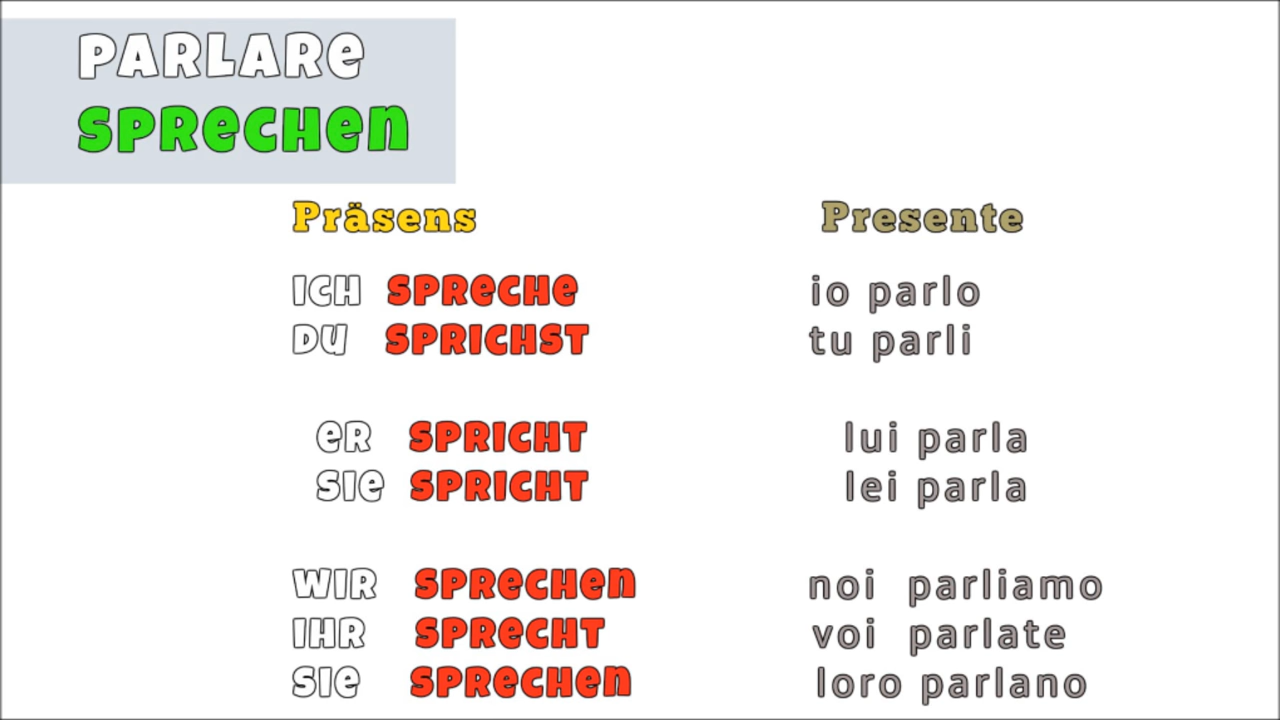 PARLARE
SPRECHEN
Präsens Presente
ICH SPRECHE io parlo
DU SPRICHST tu parli
ER SPRICHT lui parla
SIE SPRICHT lei parla
WIR SPRECHEN noi parliamo
IHR SPRECHT voi parlate
SIE SPRECHEN loro parlano